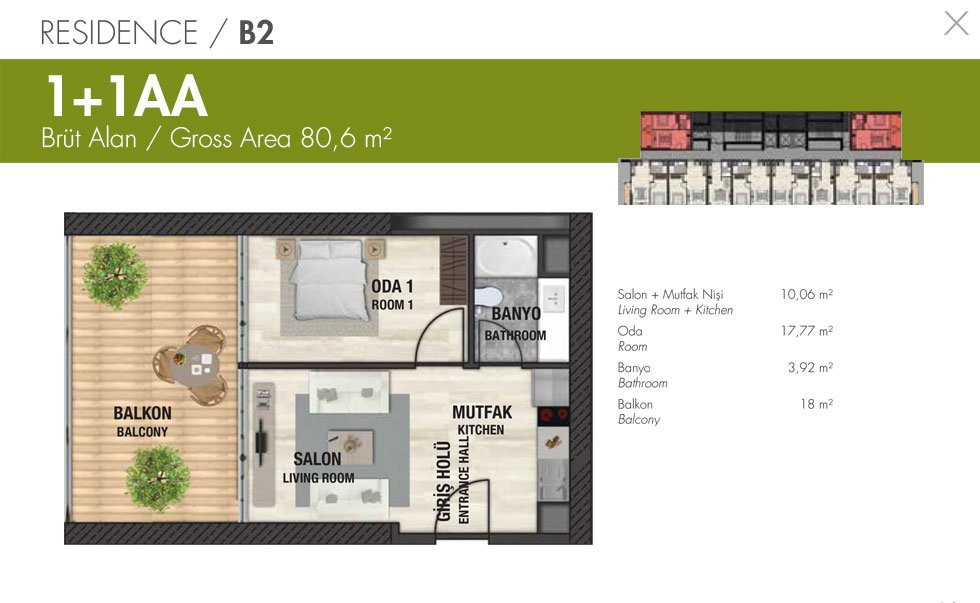 RESIDENCE / B2
1+1AA
Brüt Alan / Gross Area 80,6 m²
Salon + Mutfak Nişi 10,06 m²
Living Room + Kitchen
Oda 17,77 m²
Room
Banyo 3,92 m²
Bathroom
Balkon 18 m²
Balcony
ODA 1
ROOM 1
BANYO
BATHROOM
BALKON
BALCONY
SALON
LIVING ROOM
MUTFAK
KITCHEN
GİRİŞ HOLÜ
ENTRANCE HALL